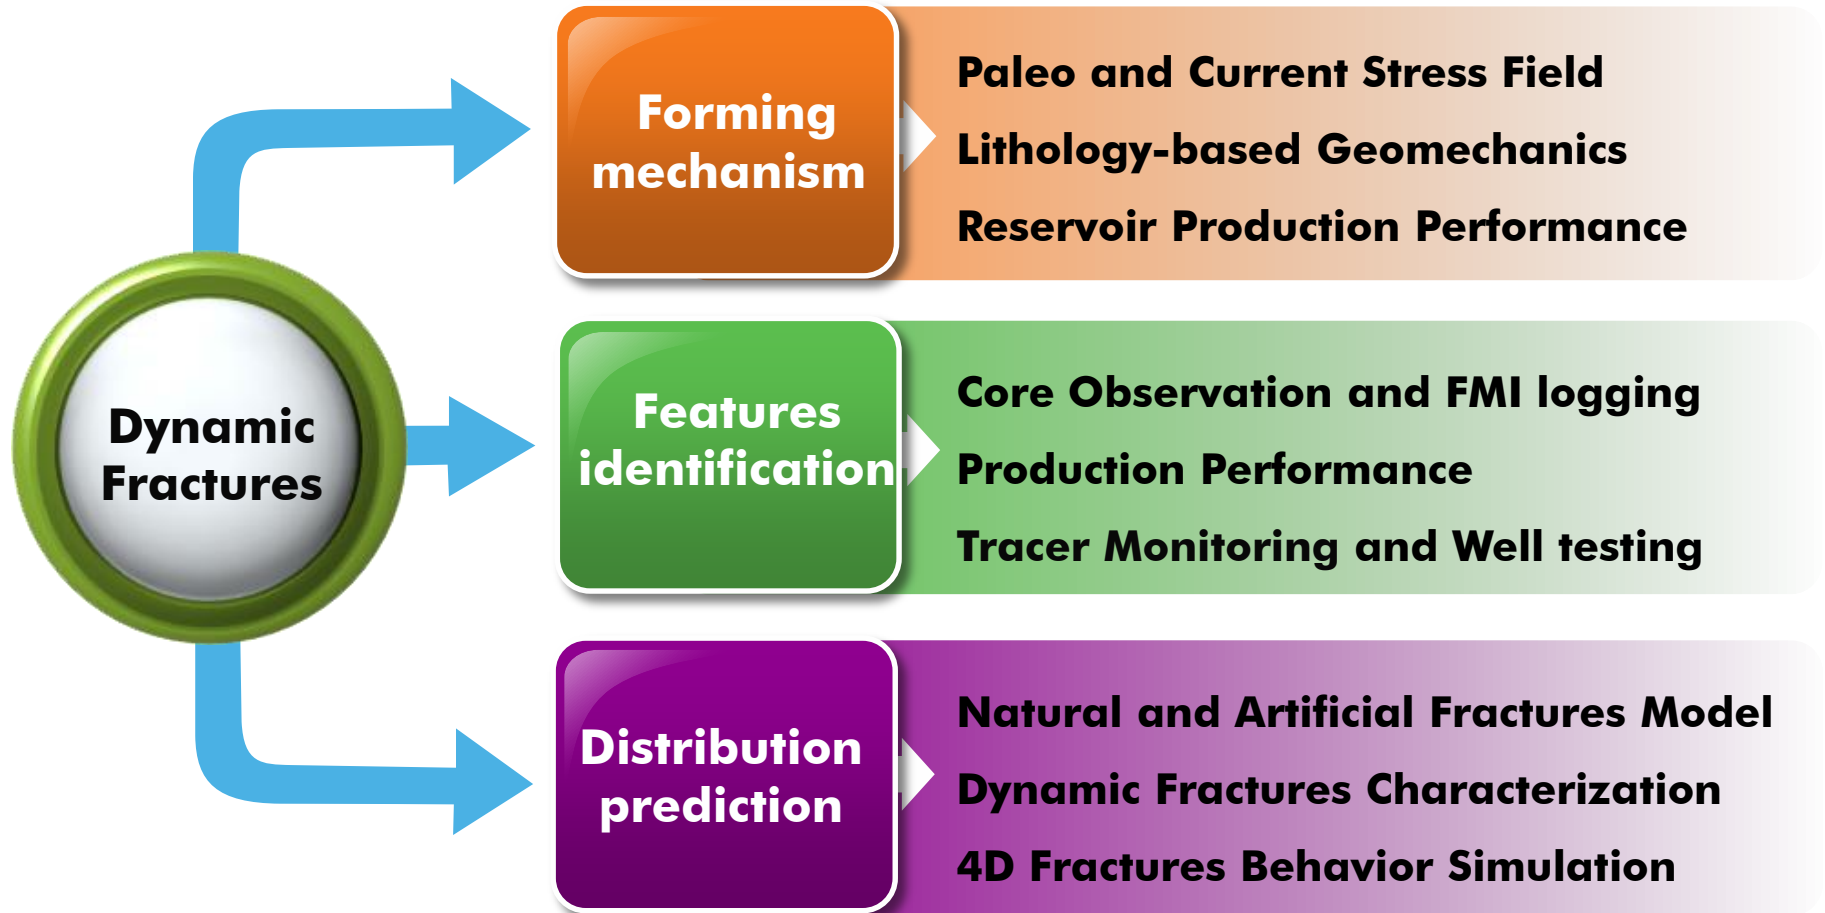 Dynamic
Fractures
Forming
mechanism
Paleo and Current Stress Field
Lithology-based Geomechanics
Reservoir Production Performance
Features
identification
Core Observation and FMI logging
Production Performance
Tracer Monitoring and Well testing
Distribution
prediction
Natural and Artificial Fractures Model
Dynamic Fractures Characterization
4D Fractures Behavior Simulation